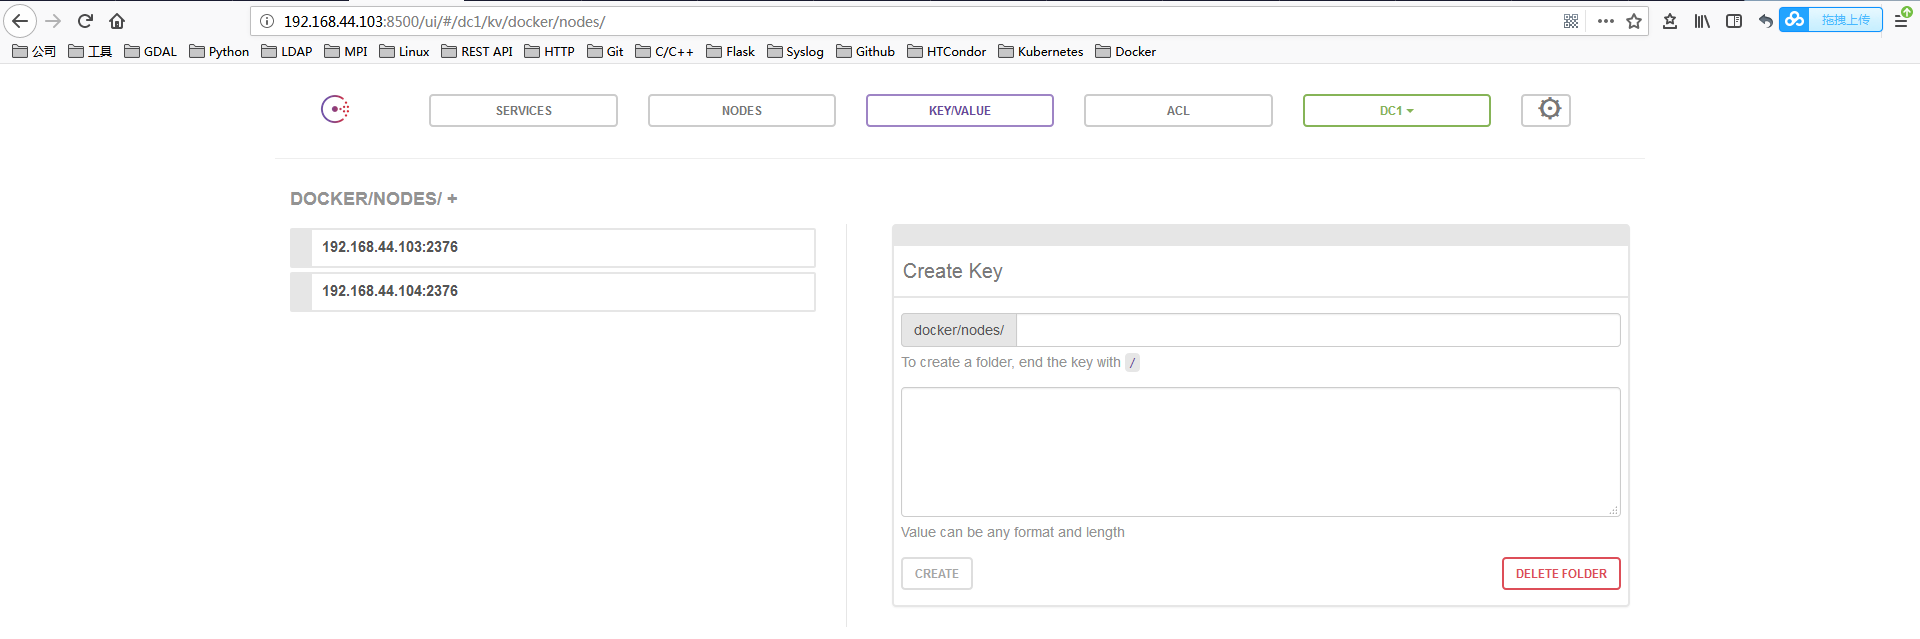 192.168.44.103:8500/ui/#/dc1/kv/docker/nodes/
拖拽上传
公司 工具 GDAL Python LDAP MPI Linux REST API HTTP Git C/C++ Flask Syslog Github HTCondor Kubernetes Docker
SERVICES NODES KEY/VALUE ACL DC1
DOCKER/NODES/ +
192.168.44.103:2376
192.168.44.104:2376
Create Key
docker/nodes/
To create a folder, end the key with /
Value can be any format and length
CREATE DELETE FOLDER